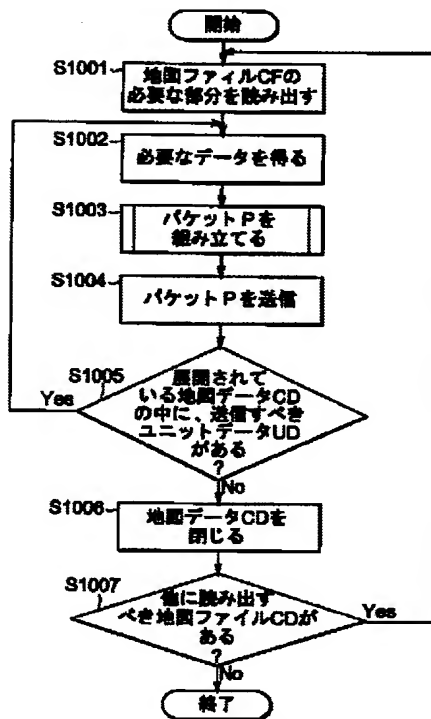 開始
S1001
地図ファイルCFの
必要な部分を読み出す
S1002
必要なデータを得る
S1003
パケットPを
組み立てる
S1004
パケットPを送信
S1005
展開されて
いる地図データCD
の中に、送信すべき
ユニットデータUD
がある
?
Yes
No
S1006
地図データCDを
閉じる
S1007
他に読み出す
べき地図ファイルCDが
ある
?
Yes
No
終了